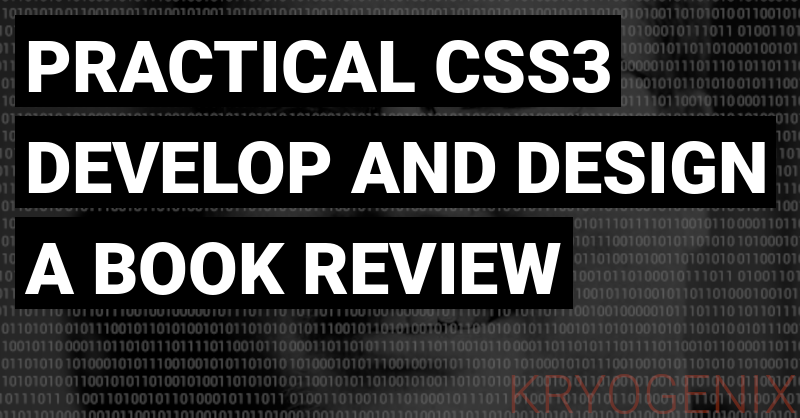 PRACTICAL CSS3
DEVELOP AND DESIGN
A BOOK REVIEW
KRYOGENIX